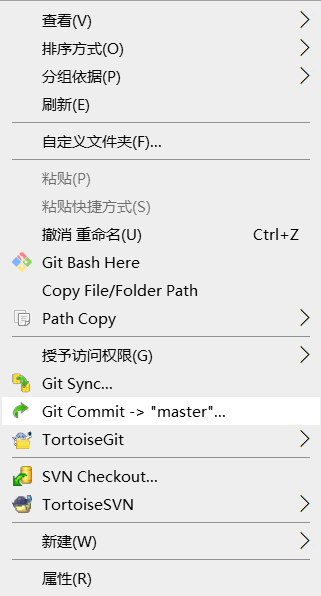 查看(V)
排序方式(O)
分组依据(P)
刷新(E)
自定义文件夹(F)...
粘贴(P)
粘贴快捷方式(S)
撤消 重命名(U) Ctrl+Z
Git Bash Here
Copy File/Folder Path
Path Copy
授予访问权限(G)
Git Sync...
Git Commit -> "master"...
TortoiseGit
SVN Checkout...
TortoiseSVN
新建(W)
属性(R)